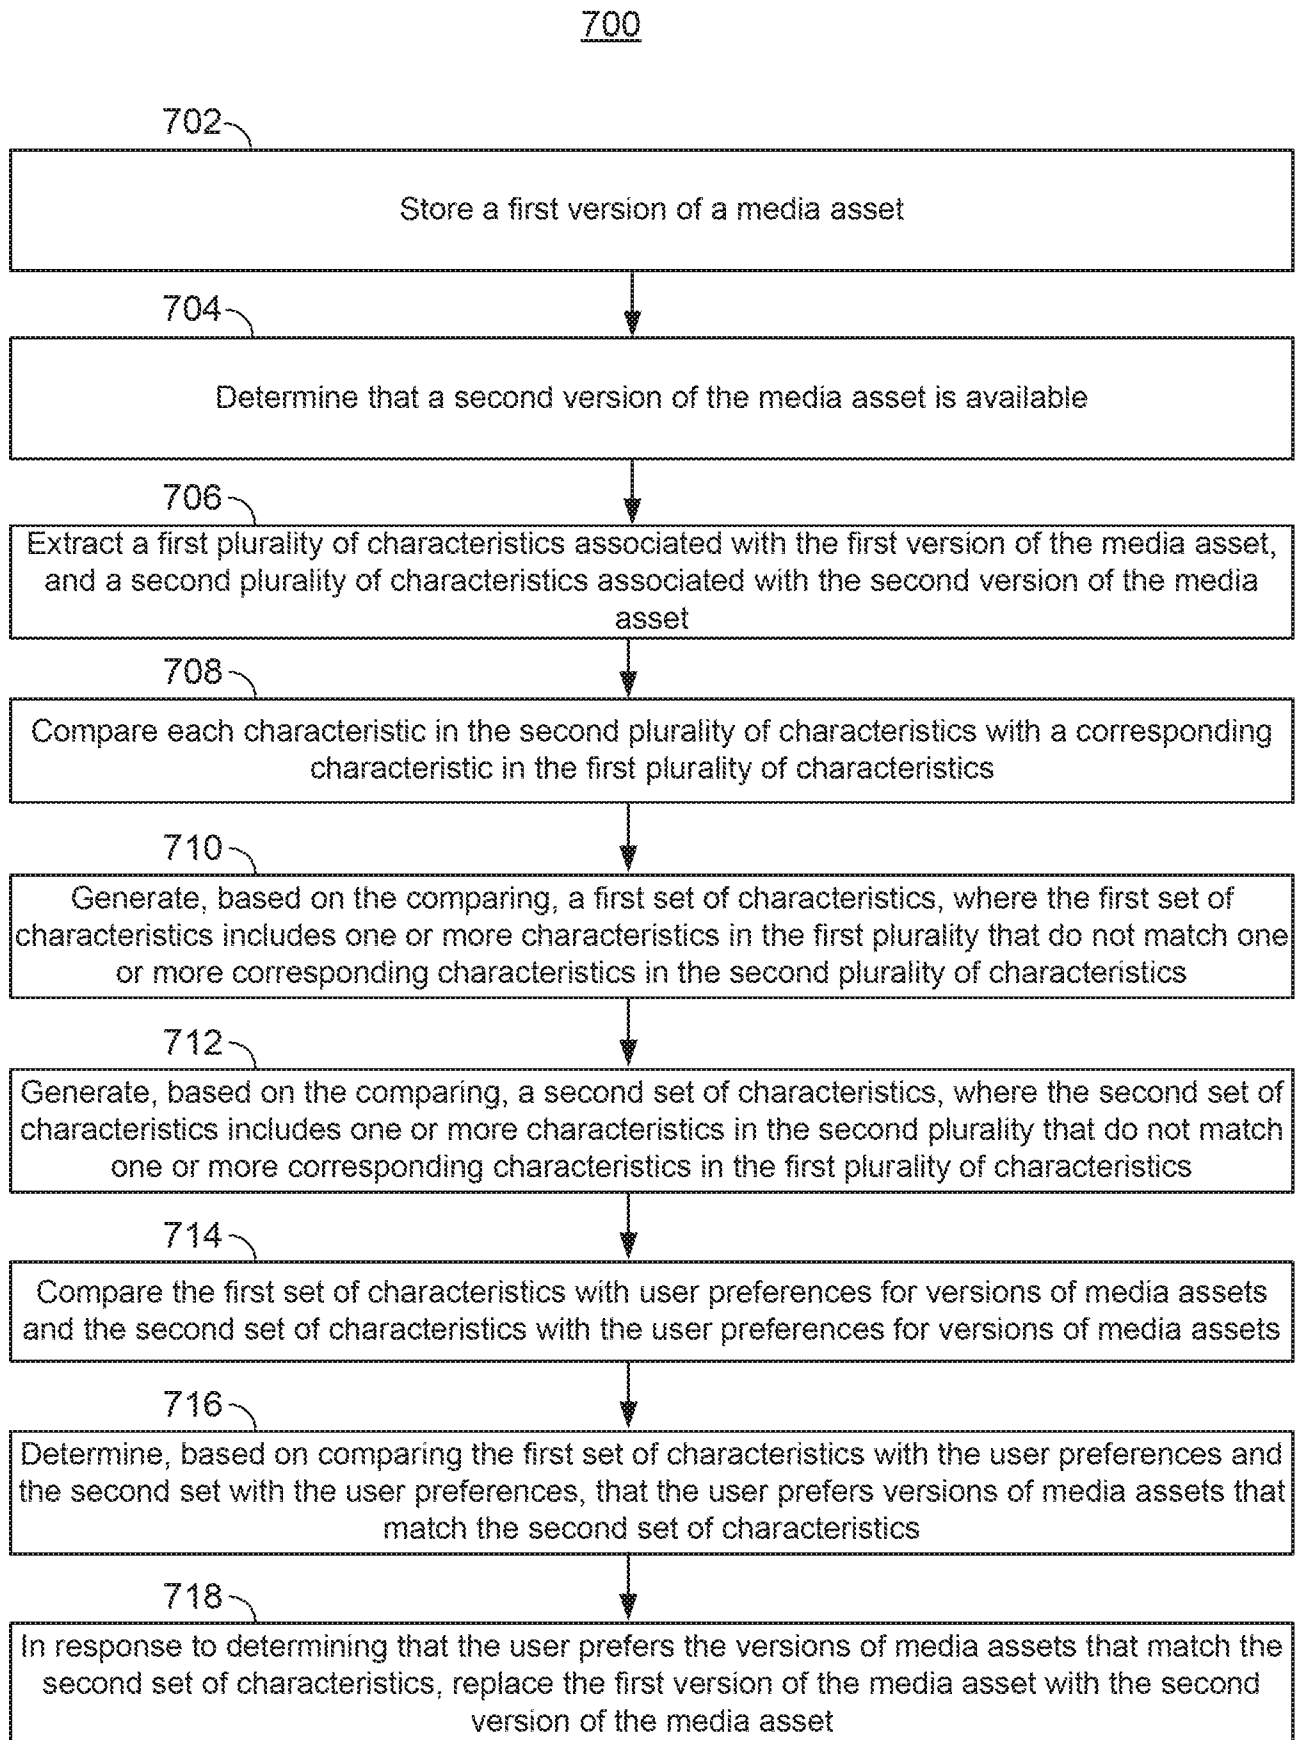 700
702
Store a first version of a media asset
704
Determine that a second version of the media asset is available
706
Extract a first plurality of characteristics associated with the first version of the media asset,
and a second plurality of characteristics associated with the second version of the media
asset
708
Compare each characteristic in the second plurality of characteristics with a corresponding
characteristic in the first plurality of characteristics
710
Generate, based on the comparing, a first set of characteristics, where the first set of
characteristics includes one or more characteristics in the first plurality that do not match one
or more corresponding characteristics in the second plurality of characteristics
712
Generate, based on the comparing, a second set of characteristics, where the second set of
characteristics includes one or more characteristics in the second plurality that do not match
one or more corresponding characteristics in the first plurality of characteristics
714
Compare the first set of characteristics with user preferences for versions of media assets
and the second set of characteristics with the user preferences for versions of media assets
716
Determine, based on comparing the first set of characteristics with the user preferences and
the second set with the user preferences, that the user prefers versions of media assets that
match the second set of characteristics
718
In response to determining that the user prefers the versions of media assets that match the
second set of characteristics, replace the first version of the media asset with the second
version of the media asset